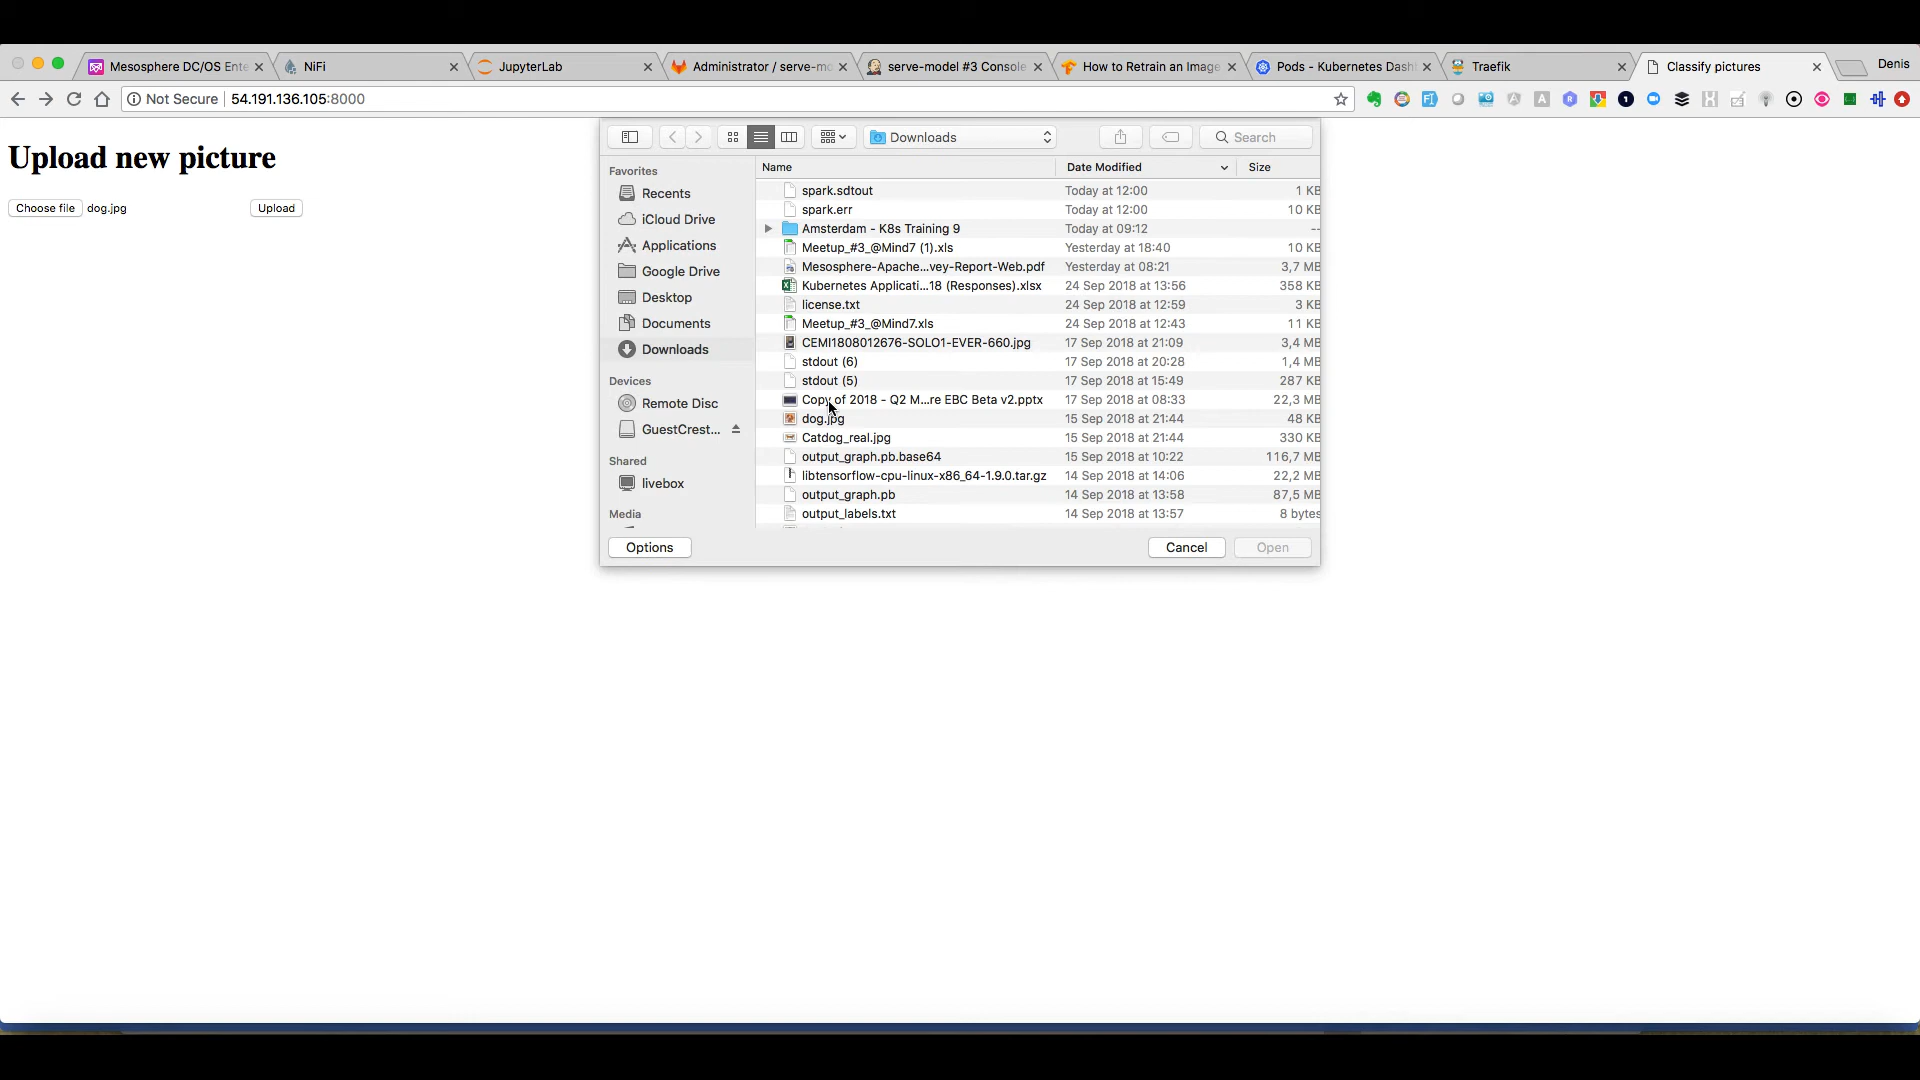 Mesosphere DC/OS Ente
NiFi
JupyterLab
Administrator / serve-mo
serve-model #3 Console
How to Retrain an Image
Pods - Kubernetes Dashl
Traefik
Classify pictures
Denis
Not Secure
54.191.136.105:8000
Upload new picture
Choose file dog.jpg Upload
Downloads
Search
Favorites
Recents
iCloud Drive
Applications
Google Drive
Desktop
Documents
Downloads
Devices
Remote Disc
GuestCrest...
Shared
livebox
Media
Name Date Modified Size
spark.sdtout Today at 12:00 1 KB
spark.err Today at 12:00 10 KB
Amsterdam - K8s Training 9 Today at 09:12 --
Meetup_#3_@Mind7 (1).xls Yesterday at 18:40 10 KB
Mesosphere-Apache...vey-Report-Web.pdf Yesterday at 08:21 3,7 MB
Kubernetes Applicati...18 (Responses).xlsx 24 Sep 2018 at 13:56 358 KB
license.txt 24 Sep 2018 at 12:59 3 KB
Meetup_#3_@Mind7.xls 24 Sep 2018 at 12:43 11 KB
CEMI1808012676-SOLO1-EVER-660.jpg 17 Sep 2018 at 21:09 3,4 MB
stdout (6) 17 Sep 2018 at 20:28 1,4 MB
stdout (5) 17 Sep 2018 at 15:49 287 KB
Copy of 2018 - Q2 M...re EBC Beta v2.pptx 17 Sep 2018 at 08:33 22,3 MB
dog.jpg 15 Sep 2018 at 21:44 48 KB
Catdog_real.jpg 15 Sep 2018 at 21:44 330 KB
output_graph.pb.base64 15 Sep 2018 at 10:22 116,7 MB
libtensorflow-cpu-linux-x86_64-1.9.0.tar.gz 14 Sep 2018 at 14:06 22,2 MB
output_graph.pb 14 Sep 2018 at 13:58 87,5 MB
output_labels.txt 14 Sep 2018 at 13:57 8 bytes
Options
Cancel
Open